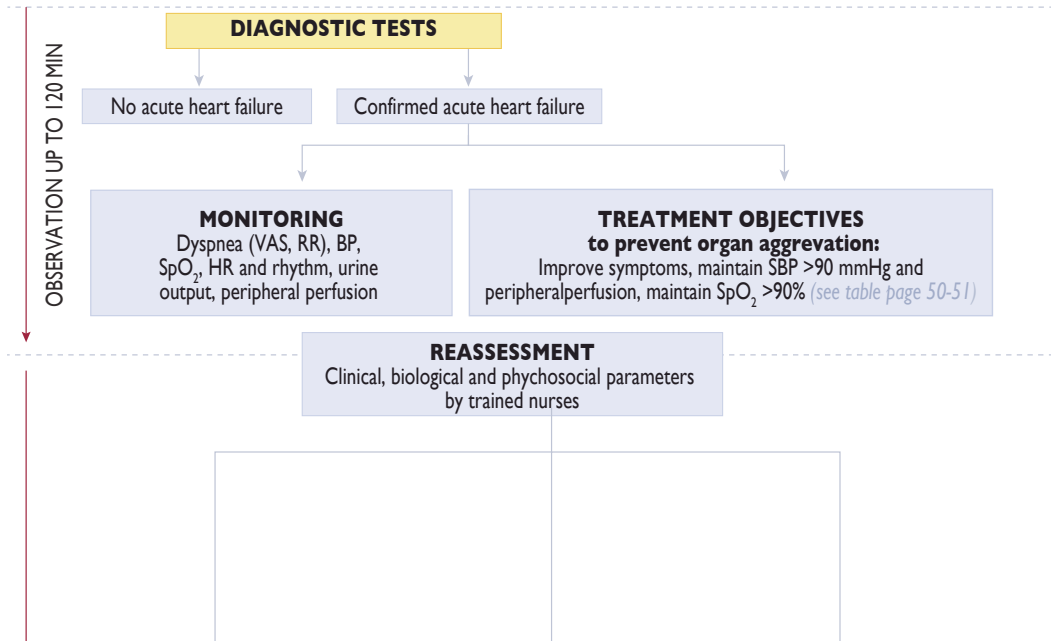 OBSERVATION UP TO 120 MIN
DIAGNOSTIC TESTS
No acute heart failure
Confirmed acute heart failure
MONITORING
Dyspnea (VAS, RR), BP,
SpO₂, HR and rhythm, urine
output, peripheral perfusion
TREATMENT OBJECTIVES
to prevent organ aggrevation:
Improve symptoms, maintain SBP >90 mmHg and
peripheralperfusion, maintain SpO₂ >90% (see table page 50-51)
REASSESSMENT
Clinical, biological and phychosocial parameters
by trained nurses